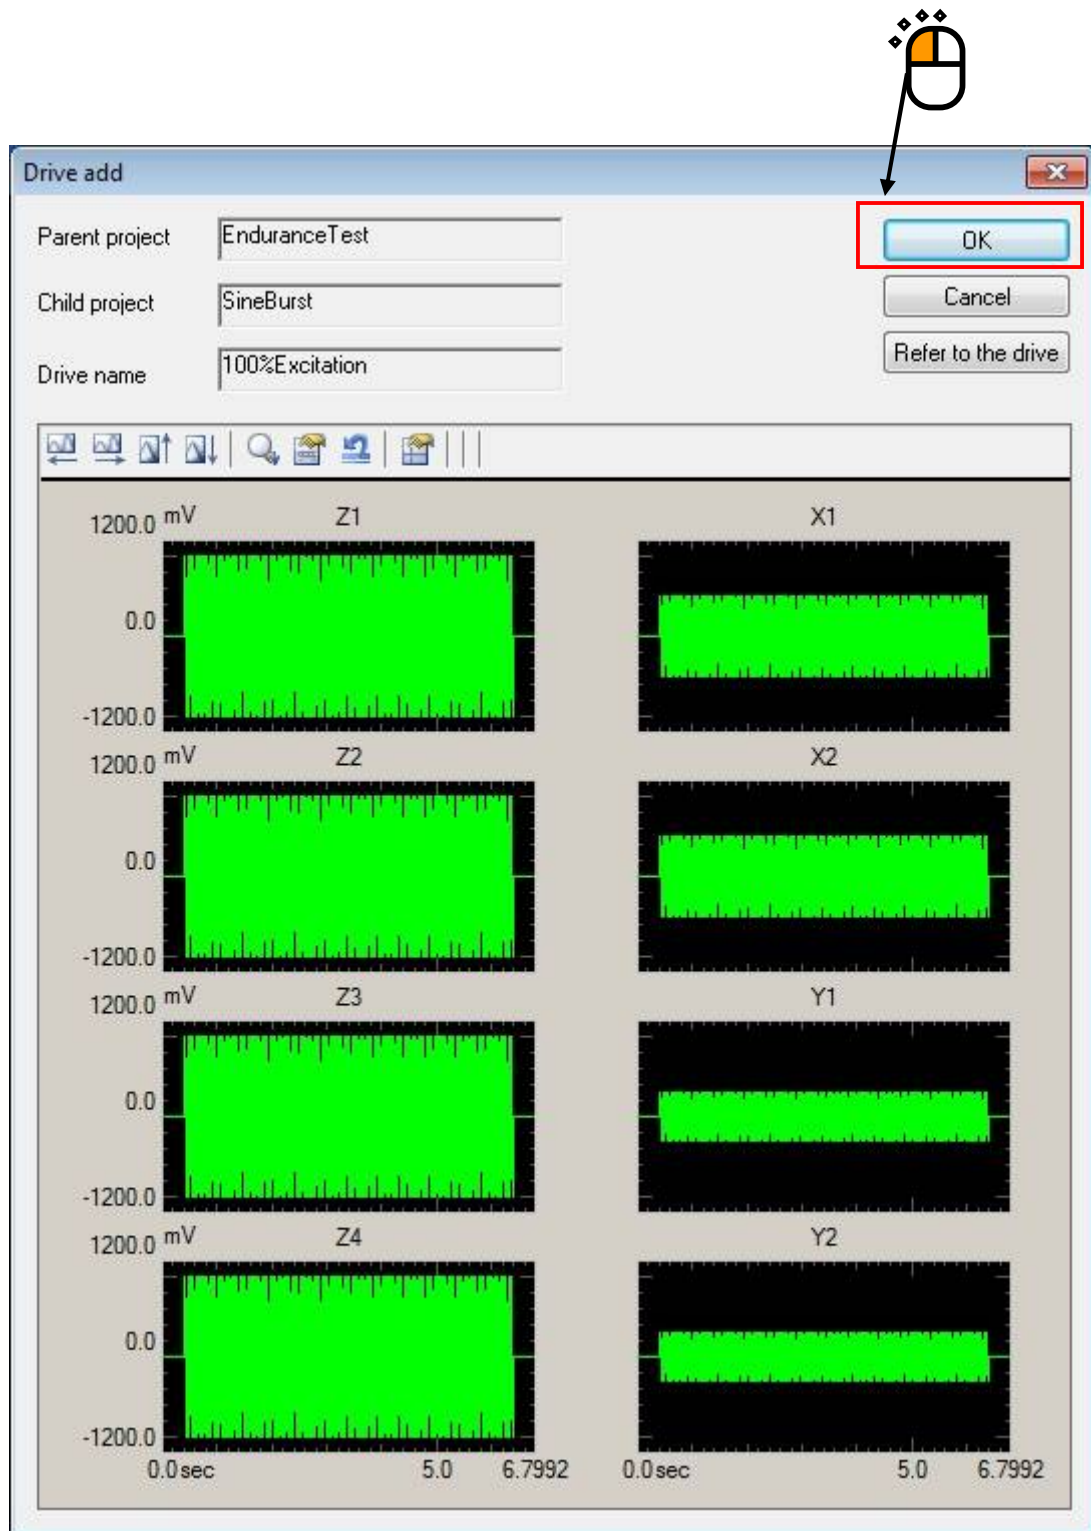 Drive add
Parent project EnduranceTest
OK
Child project SineBurst
Cancel
Drive name 100%Excitation
Refer to the drive
1200.0 mV Z1 X1
0.0
-1200.0
1200.0 mV Z2 X2
0.0
-1200.0
1200.0 mV Z3 Y1
0.0
-1200.0
1200.0 mV Z4 Y2
0.0
-1200.0
0.0sec 5.0 6.7992 0.0sec 5.0 6.7992